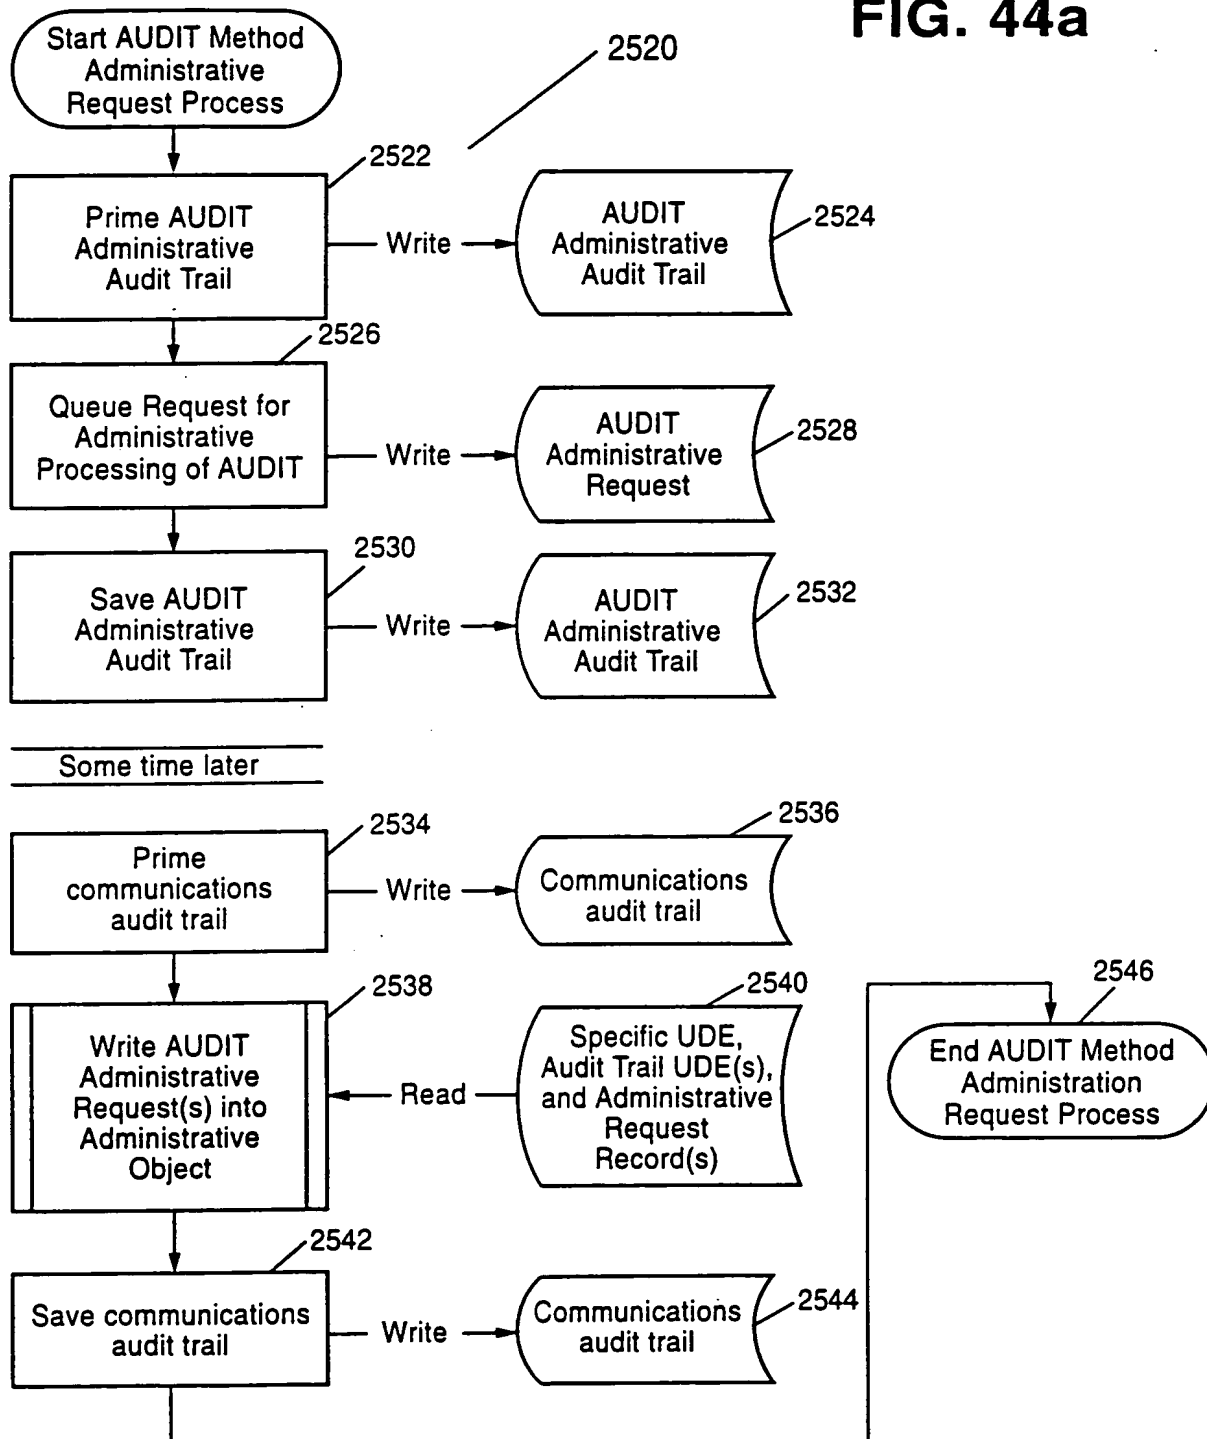 FIG. 44a
Start AUDIT Method
Administrative
Request Process
2520
2522
Prime AUDIT
Administrative
Audit Trail
Write
AUDIT
Administrative
Audit Trail
2524
2526
Queue Request for
Administrative
Processing of AUDIT
Write
AUDIT
Administrative
Request
2528
2530
Save AUDIT
Administrative
Audit Trail
Write
AUDIT
Administrative
Audit Trail
2532
Some time later
2534
Prime
communications
audit trail
Write
2536
Communications
audit trail
2538
Write AUDIT
Administrative
Request(s) into
Administrative
Object
Read
2540
Specific UDE,
Audit Trail UDE(s),
and Administrative
Request
Record(s)
2542
Save communications
audit trail
Write
Communications
audit trail
2544
2546
End AUDIT Method
Administration
Request Process